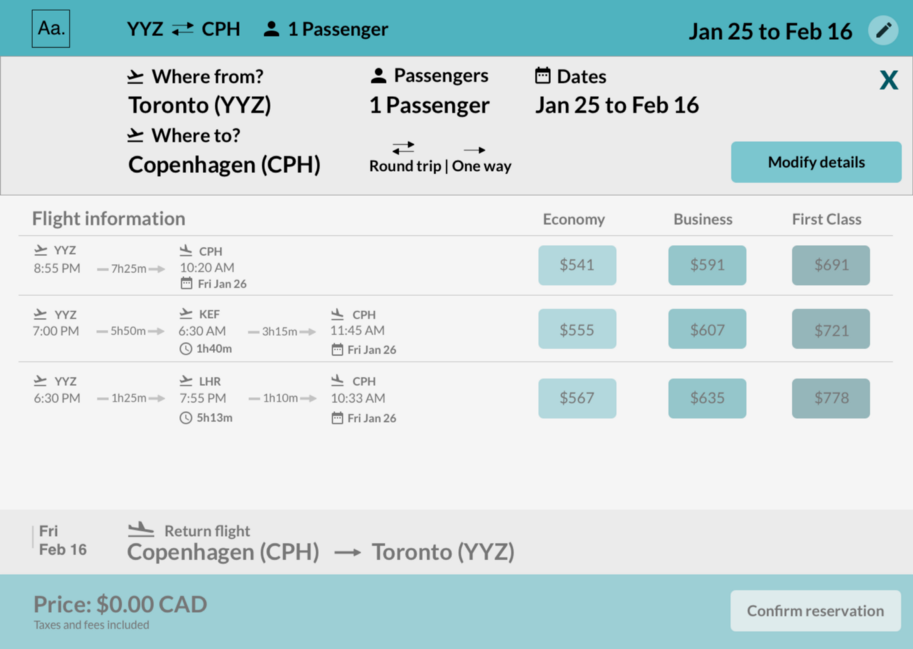 Aa.
YYZ ⇄ CPH 1 Passenger Jan 25 to Feb 16
Where from? Passengers Dates X
Toronto (YYZ) 1 Passenger Jan 25 to Feb 16
Where to?
Copenhagen (CPH) Round trip | One way Modify details
Flight information Economy Business First Class
YYZ CPH
8:55 PM 7h25m 10:20 AM $541 $591 $691
Fri Jan 26
YYZ KEF CPH
7:00 PM 5h50m 6:30 AM 3h15m 11:45 AM $555 $607 $721
1h40m Fri Jan 26
YYZ LHR CPH
6:30 PM 1h25m 7:55 PM 1h10m 10:33 AM $567 $635 $778
5h13m Fri Jan 26
Fri Return flight
Feb 16 Copenhagen (CPH) → Toronto (YYZ)
Price: $0.00 CAD Confirm reservation
Taxes and fees included